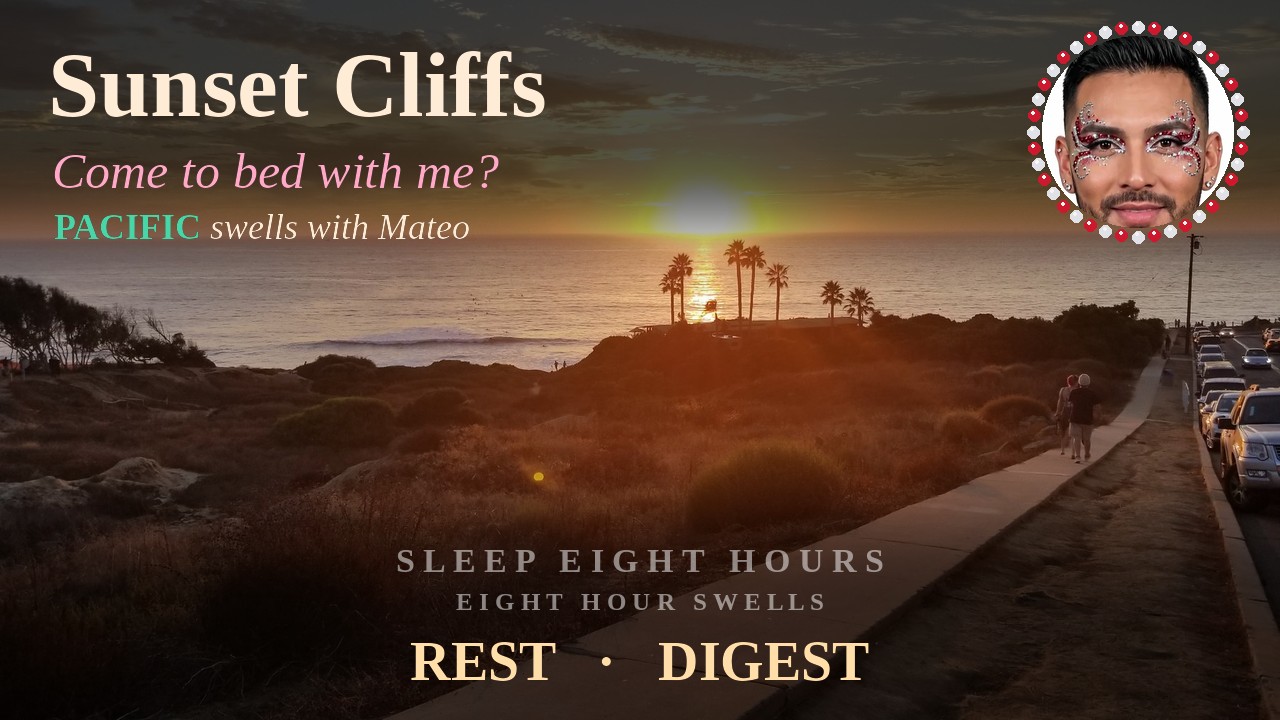 Sunset Cliffs
Come to bed with me?
PACIFIC swells with Mateo
SLEEP EIGHT HOURS
EIGHT HOUR SWELLS
REST · DIGEST